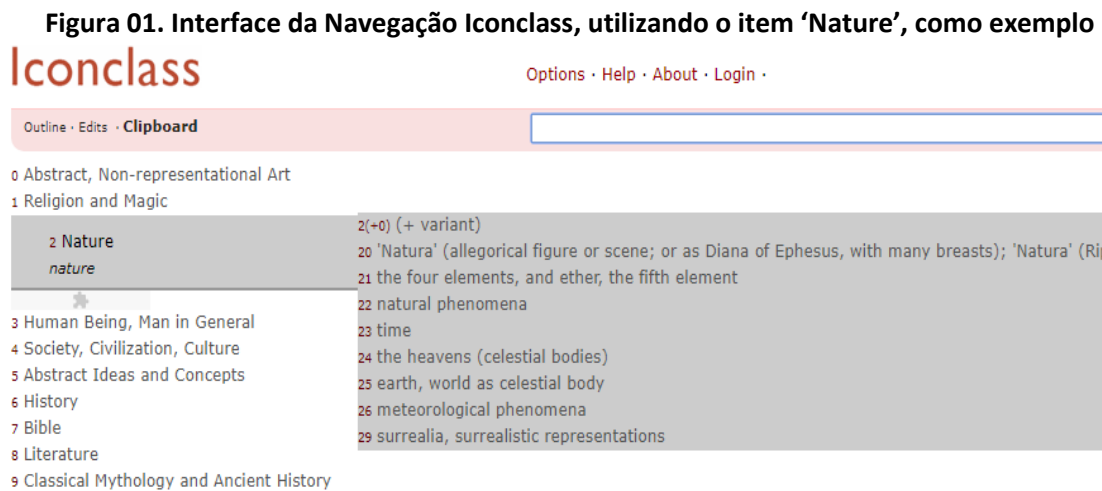 Figura 01. Interface da Navegação Iconclass, utilizando o item ‘Nature’, como exemplo
Iconclass
Options · Help · About · Login ·
Outline · Edits · Clipboard
0 Abstract, Non-representational Art
1 Religion and Magic
2 Nature
nature
3 Human Being, Man in General
4 Society, Civilization, Culture
5 Abstract Ideas and Concepts
6 History
7 Bible
8 Literature
9 Classical Mythology and Ancient History
2(+0) (+ variant)
20 'Natura' (allegorical figure or scene; or as Diana of Ephesus, with many breasts); 'Natura' (Ri
21 the four elements, and ether, the fifth element
22 natural phenomena
23 time
24 the heavens (celestial bodies)
25 earth, world as celestial body
26 meteorological phenomena
29 surrealia, surrealistic representations